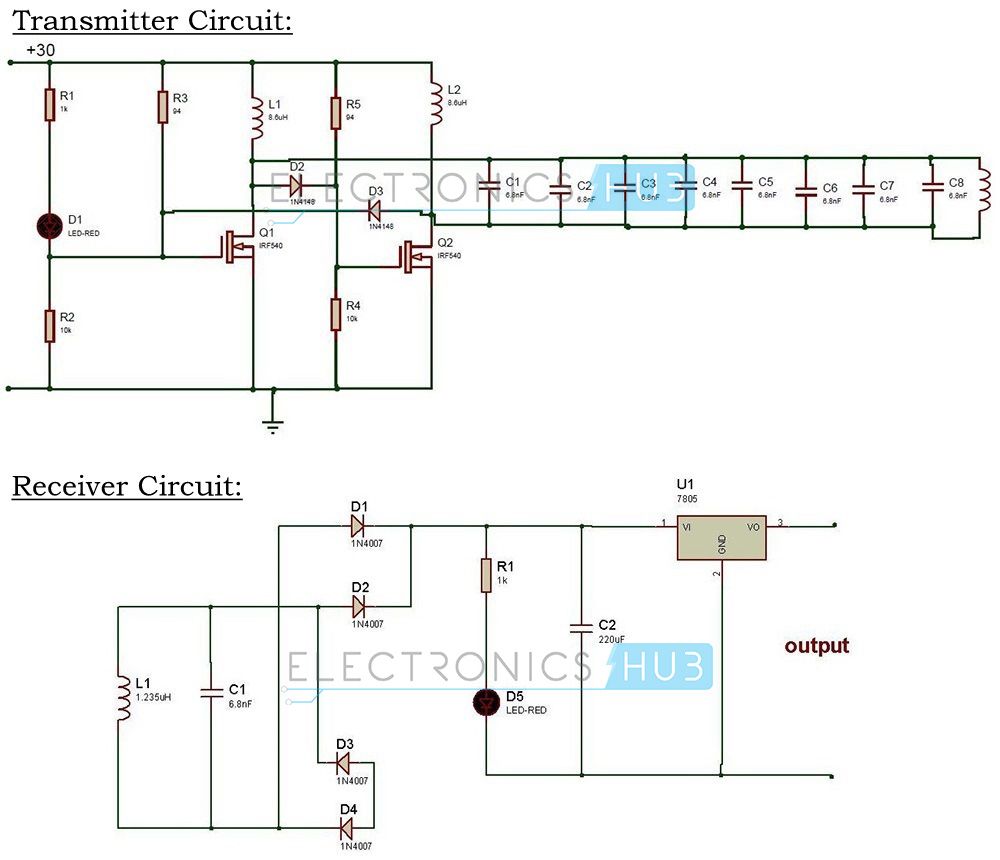 Transmitter Circuit:
+30
R1
1k
R3
94
L1
8.6uH
R5
94
L2
8.6uH
D2
1N4148
D3
1N4148
ELECTRONICS HUB
C1
6.8nF
C2
6.8nF
C3
6.8nF
C4
6.8nF
C5
6.8nF
C6
6.8nF
C7
6.8nF
C8
6.8nF
D1
LED-RED
Q1
IRF540
Q2
IRF540
R2
10k
R4
10k
Receiver Circuit:
U1
7805
1
VI
VO
3
GND
2
D1
1N4007
D2
1N4007
R1
1k
C2
220uF
output
ELECTRONICS HUB
L1
1.235uH
C1
6.8nF
D5
LED-RED
D3
1N4007
D4
1N4007